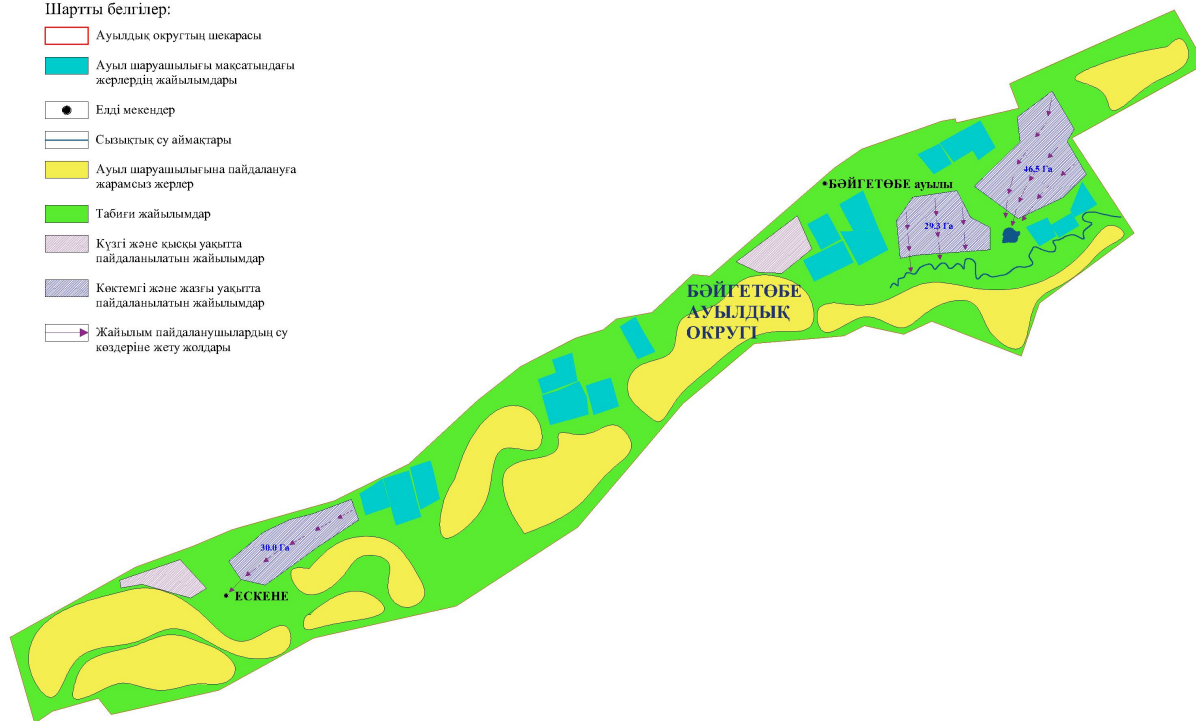 Шартты белгілер:
Ауылдық округтың шекарасы
Ауыл шаруашылығы мақсатындағы
жерлердің жайылымдары
Елді мекендер
Сызықтық су аймақтары
Ауыл шаруашылығына пайдалануға
жарамсыз жерлер
Табиғи жайылымдар
Күзгі және қысқы уақытта
пайдаланылатын жайылымдар
Көктемгі және жазғы уақытта
пайдаланылатын жайылымдар
Жайылым пайдаланушылардың су
көздеріне жету жолдары
46.5 Га
БӘЙГЕТӨБЕ ауылы
29.3 Га
БӘЙГЕТӨБЕ
АУЫЛДЫҚ
ОКРУГІ
30.0 Га
ЕСКЕНЕ